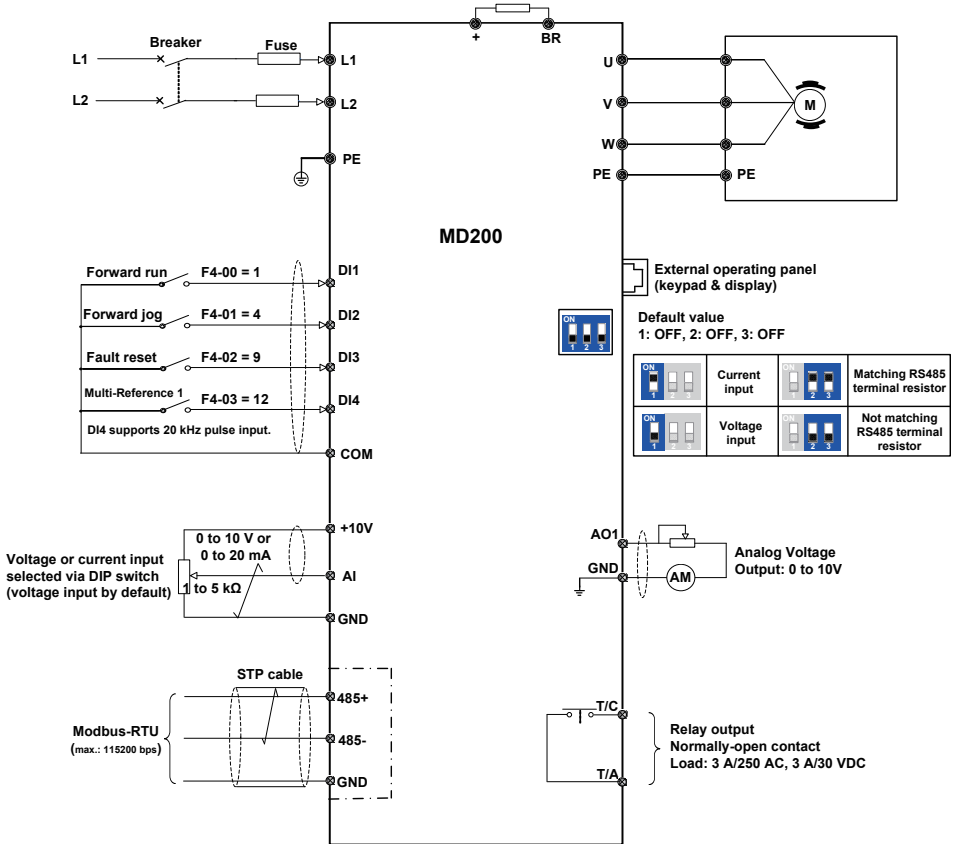 +
BR
Breaker
Fuse
L1
L1
L2
L2
PE
U
V
W
PE
PE
M
MD200
Forward run
F4-00 = 1
DI1
Forward jog
F4-01 = 4
DI2
Fault reset
F4-02 = 9
DI3
Multi-Reference 1
F4-03 = 12
DI4
DI4 supports 20 kHz pulse input.
COM
External operating panel
(keypad & display)
ON
1 2 3
Default value
1: OFF, 2: OFF, 3: OFF
ON
1 2 3
Current
input
ON
1 2 3
Matching RS485
terminal resistor
ON
1 2 3
Voltage
input
ON
1 2 3
Not matching
RS485 terminal
resistor
+10V
0 to 10 V or
0 to 20 mA
Voltage or current input
selected via DIP switch
(voltage input by default)
1 to 5 kΩ
AI
GND
AO1
GND
AM
Analog Voltage
Output: 0 to 10V
STP cable
485+
485-
GND
Modbus-RTU
(max.: 115200 bps)
T/C
T/A
Relay output
Normally-open contact
Load: 3 A/250 AC, 3 A/30 VDC